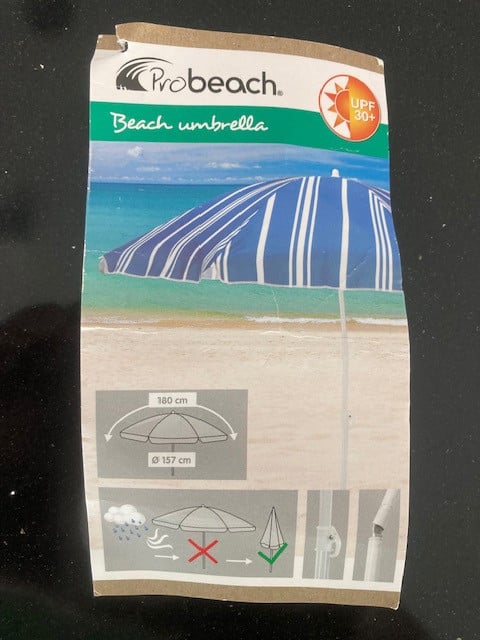 Probeach®
UPF
30+
Beach umbrella
180 cm
Ø 157 cm